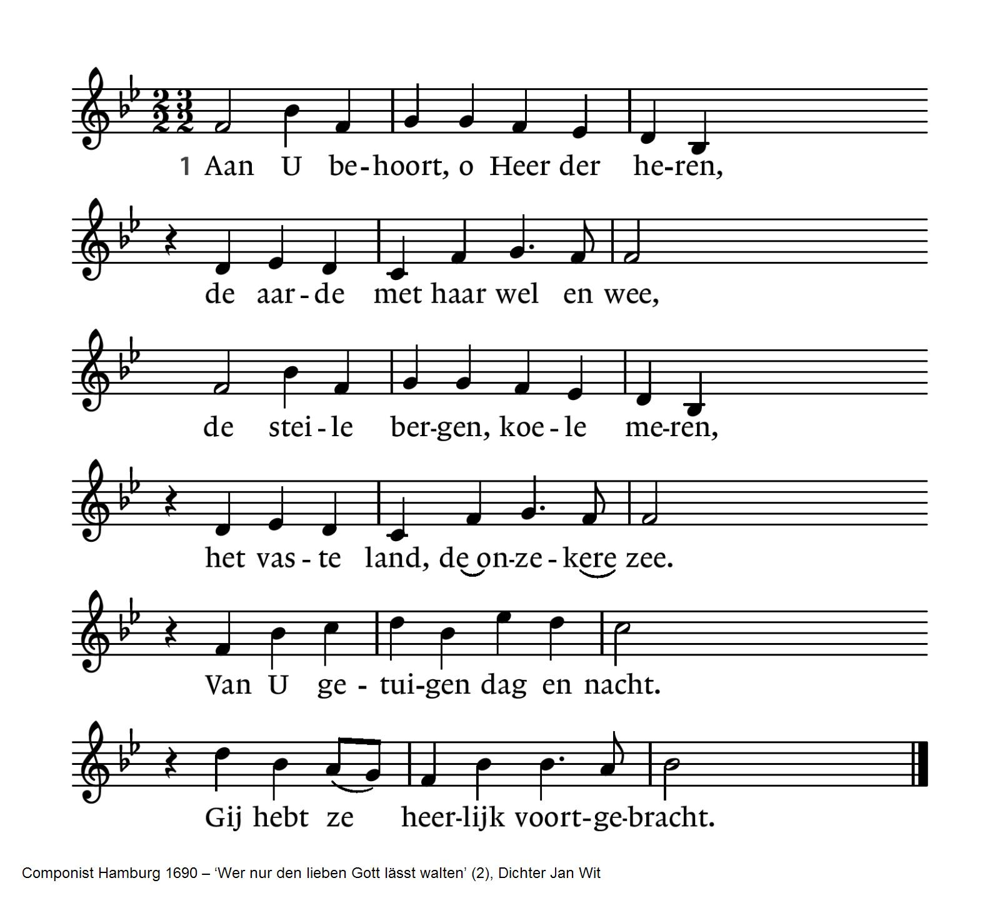 1 Aan U be-hoort, o Heer der he-ren,
de aar-de met haar wel en wee,
de stei-le ber-gen, koe-le me-ren,
het vas-te land, de on-ze-kere zee.
Van U ge-tui-gen dag en nacht.
Gij hebt ze heer-lijk voort-ge-bracht.
Componist Hamburg 1690 – ‘Wer nur den lieben Gott lässt walten’ (2), Dichter Jan Wit